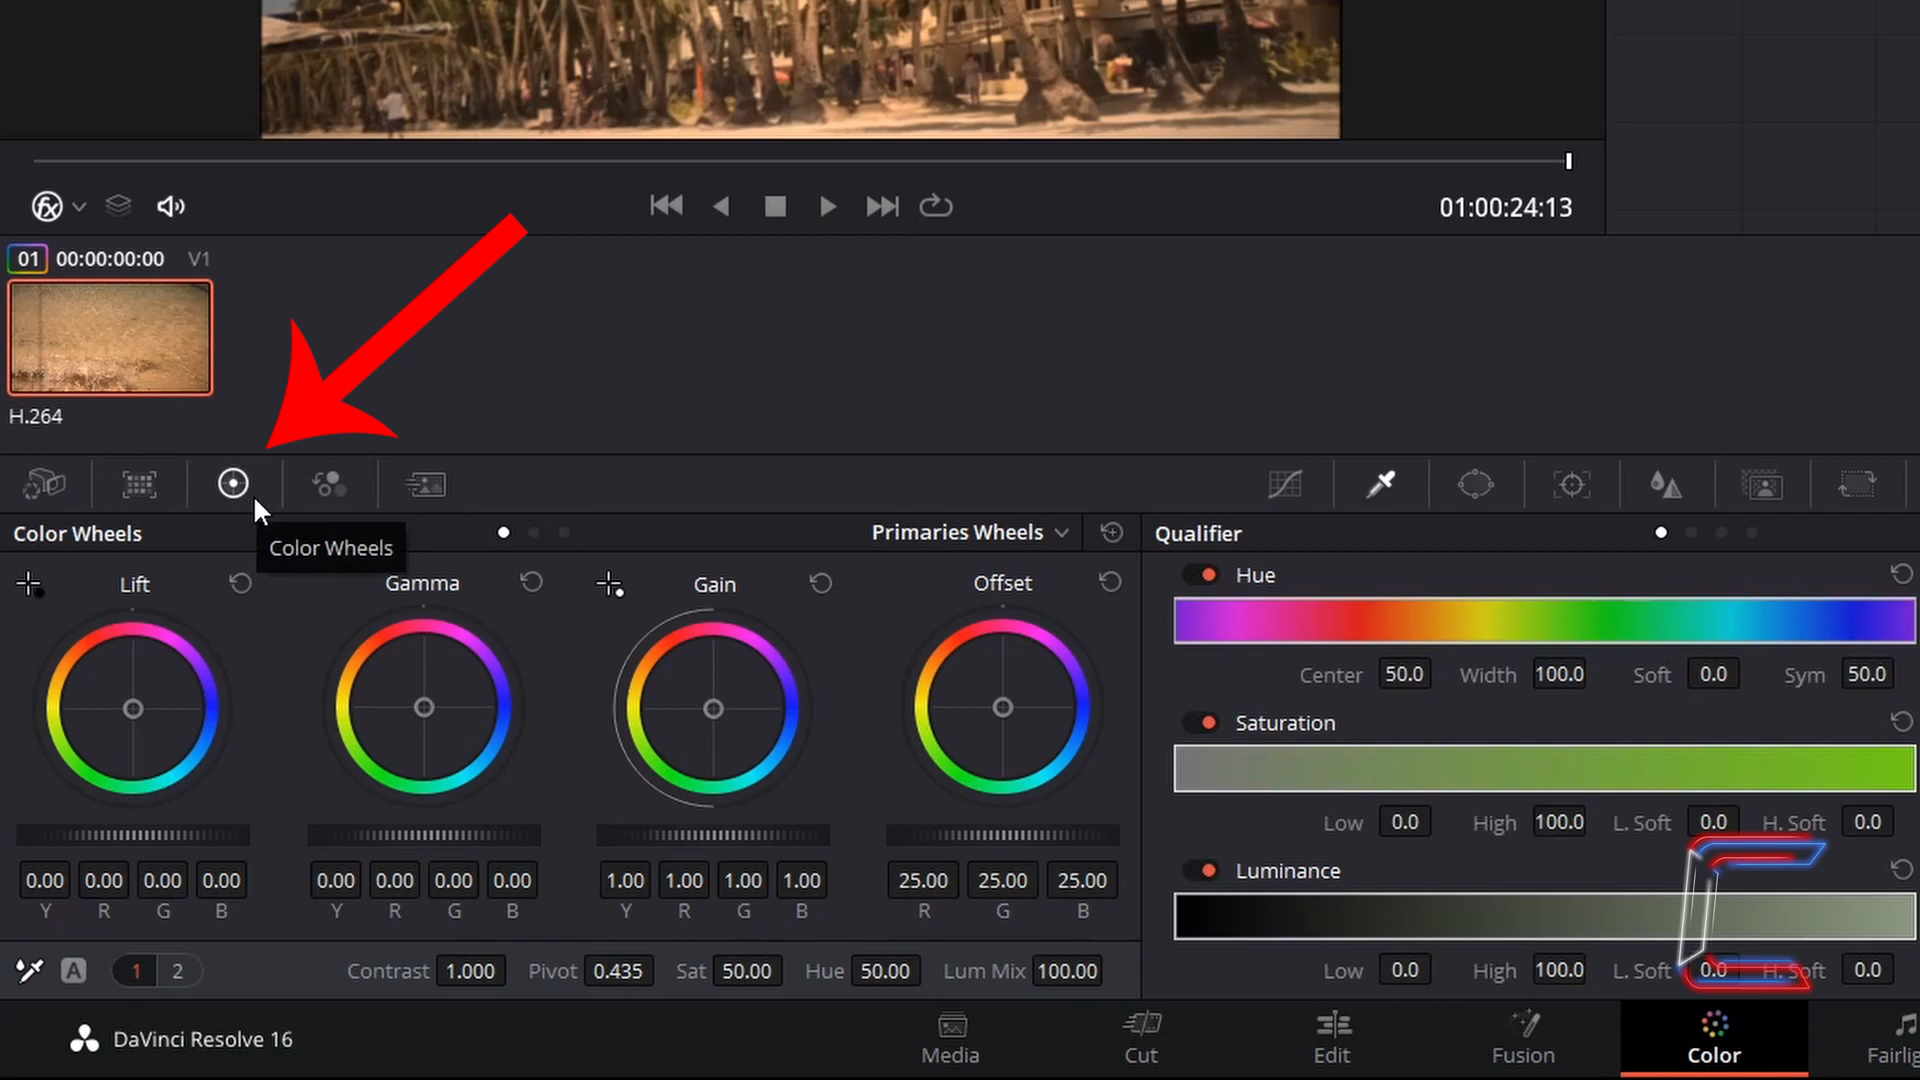 01:00:24:13
01 00:00:00:00 V1
H.264
Color Wheels
Primaries Wheels
Qualifier
Color Wheels
Lift
Gamma
Gain
Offset
Hue
Center 50.0 Width 100.0 Soft 0.0 Sym 50.0
Saturation
Low 0.0 High 100.0 L. Soft 0.0 H. Soft 0.0
0.00 0.00 0.00 0.00
Y R G B
0.00 0.00 0.00 0.00
Y R G B
1.00 1.00 1.00 1.00
Y R G B
25.00 25.00 25.00
R G B
Luminance
Low 0.0 High 100.0 L. Soft 0.0 H. Soft 0.0
A 1 2 Contrast 1.000 Pivot 0.435 Sat 50.00 Hue 50.00 Lum Mix 100.00
DaVinci Resolve 16
Media
Cut
Edit
Fusion
Color
Fairlig